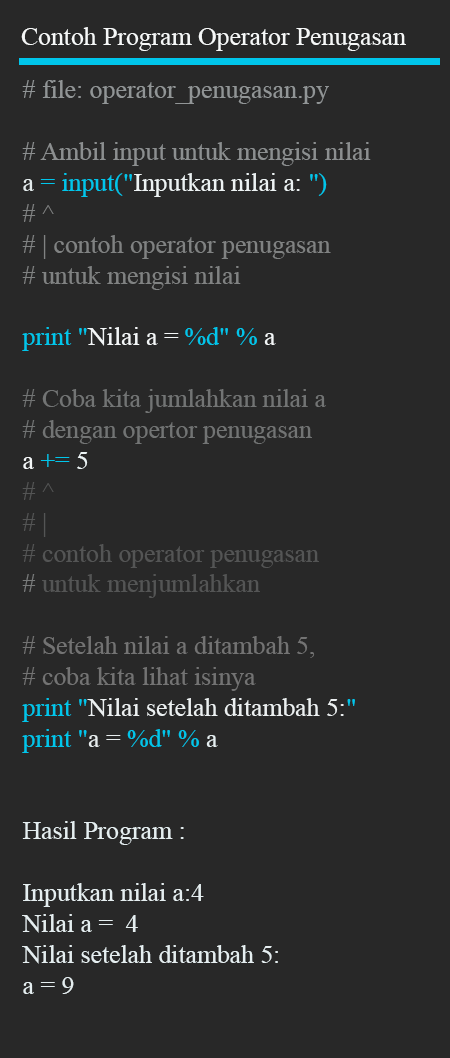 Contoh Program Operator Penugasan
# file: operator_penugasan.py
# Ambil input untuk mengisi nilai
a = input("Inputkan nilai a: ")
# ^
# | contoh operator penugasan
# untuk mengisi nilai
print "Nilai a = %d" % a
# Coba kita jumlahkan nilai a
# dengan opertor penugasan
a += 5
# ^
# |
# contoh operator penugasan
# untuk menjumlahkan
# Setelah nilai a ditambah 5,
# coba kita lihat isinya
print "Nilai setelah ditambah 5:"
print "a = %d" % a
Hasil Program :
Inputkan nilai a:4
Nilai a =  4
Nilai setelah ditambah 5:
a = 9